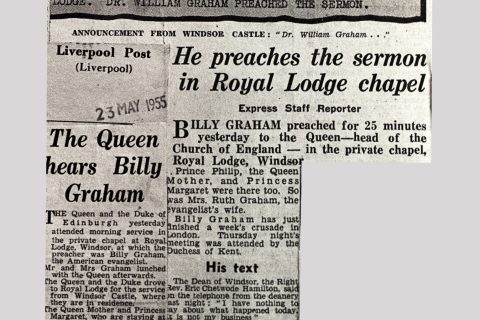 LODGE. DR. WILLIAM GRAHAM PREACHED THE SERMON.
ANNOUNCEMENT FROM WINDSOR CASTLE: "Dr. William Graham . . ."
Liverpool Post
(Liverpool)
23 MAY 1955
The Queen
hears Billy
Graham
THE Queen and the Duke of
Edinburgh yesterday
attended morning service in
the private chapel at Royal
Lodge, Windsor, at which the
preacher was Billy Graham,
the American evangelist.
Mr and Mrs Graham lunched
with the Queen afterwards.
The Queen and the Duke drove
to Royal Lodge for the service
from Windsor Castle, where
they are in residence.
The Queen Mother and Princess
Margaret, who are staying at
He preaches the sermon
in Royal Lodge chapel
Express Staff Reporter
BILLY GRAHAM preached for 25 minutes
yesterday to the Queen—head of the
Church of England — in the private chapel,
Royal Lodge, Windsor.
Prince Philip, the Queen
Mother, and Princess
Margaret were there too. So
was Mrs. Ruth Graham, the
evangelist's wife.
Billy Graham has just
finished a week's crusade in
London. Thursday night's
meeting was attended by the
Duchess of Kent.
His text
The Dean of Windsor, the Right
Rev. Eric Chetwode Hamilton, said
on the telephone from the deanery
last night: "I have nothing to
say about what happened today.
It is not my business"